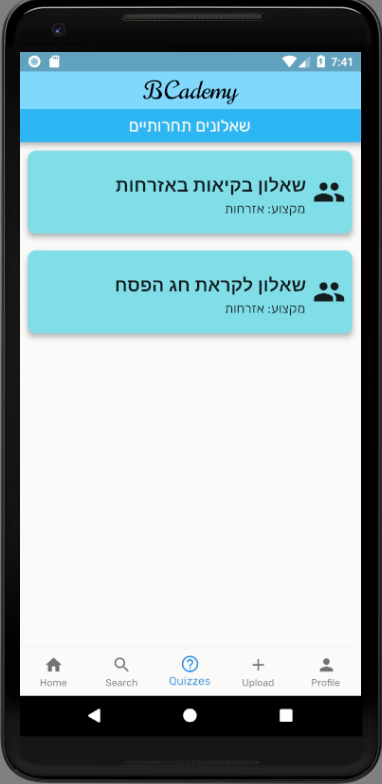 7:41
BCademy
שאלונים תחרותיים
שאלון בקיאות באזרחות
מקצוע: אזרחות
שאלון לקראת חג הפסח
מקצוע: אזרחות
Home
Search
Quizzes
Upload
Profile